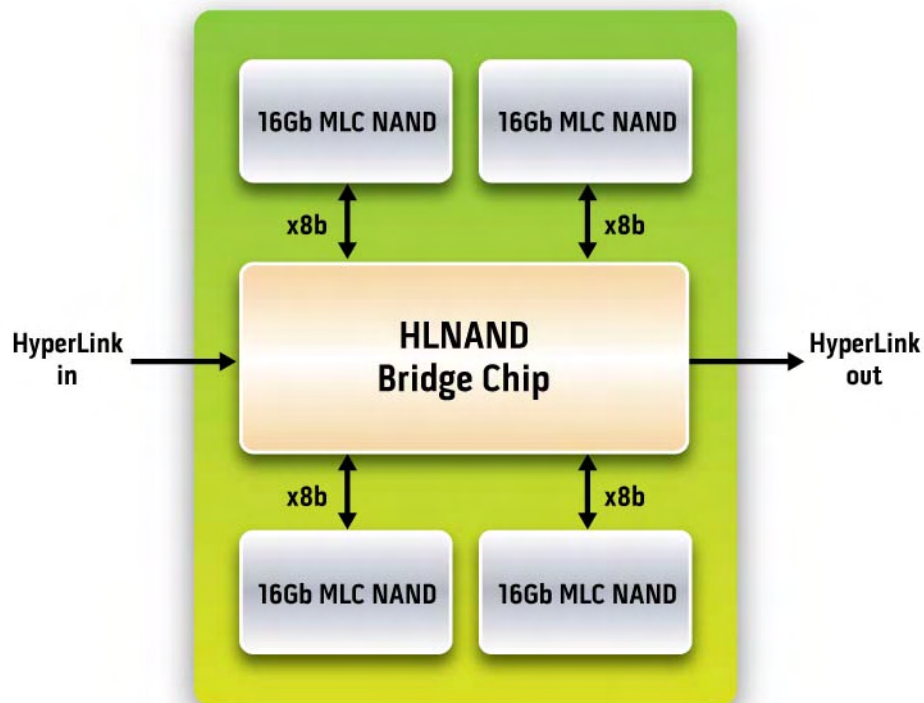 16Gb MLC NAND
16Gb MLC NAND
x8b
x8b
HyperLink
in
HLNAND
Bridge Chip
HyperLink
out
x8b
x8b
16Gb MLC NAND
16Gb MLC NAND